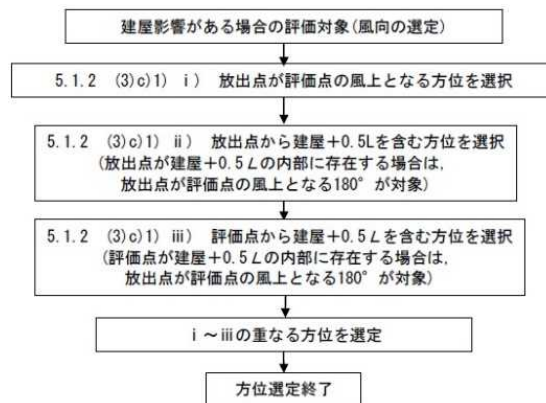 建屋影響がある場合の評価対象(風向の選定)
5.1.2 (3)c)1) ⅰ) 放出点が評価点の風上となる方位を選択
5.1.2 (3)c)1) ⅱ) 放出点から建屋+0.5Lを含む方位を選択
(放出点が建屋+0.5Lの内部に存在する場合は,
放出点が評価点の風上となる180°が対象)
5.1.2 (3)c)1) ⅲ) 評価点から建屋+0.5Lを含む方位を選択
(評価点が建屋+0.5Lの内部に存在する場合は,
放出点が評価点の風上となる180°が対象)
ⅰ~ⅲの重なる方位を選定
方位選定終了